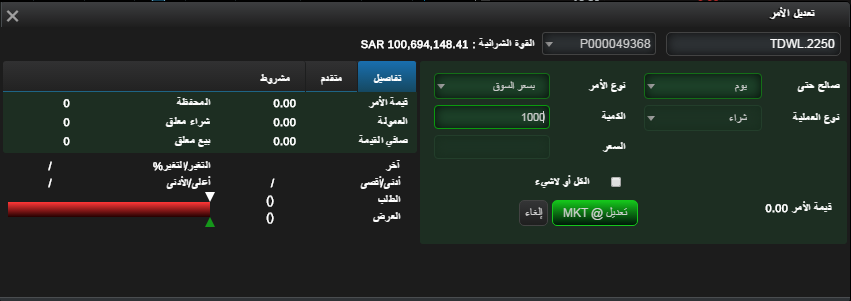 تعديل الأمر
TDWL.2250 P000049368 القوة الشرائية : SAR 100,694,148.41
صالح حتى يوم نوع الأمر بسعر السوق
نوع العملية شراء الكمية 1000
السعر
الكل أو لاشيء
قيمة الأمر 0.00 تعديل @ MKT إلغاء
تفاصيل متقدم مشروط
قيمة الأمر 0.00 المحفظة 0
العمولة 0.00 شراء معلق 0
صافي القيمة 0.00 بيع معلق 0
آخر التغير/التغير% /
أدنى/أقصى / أعلى/الأدنى /
الطلب ()
العرض ()